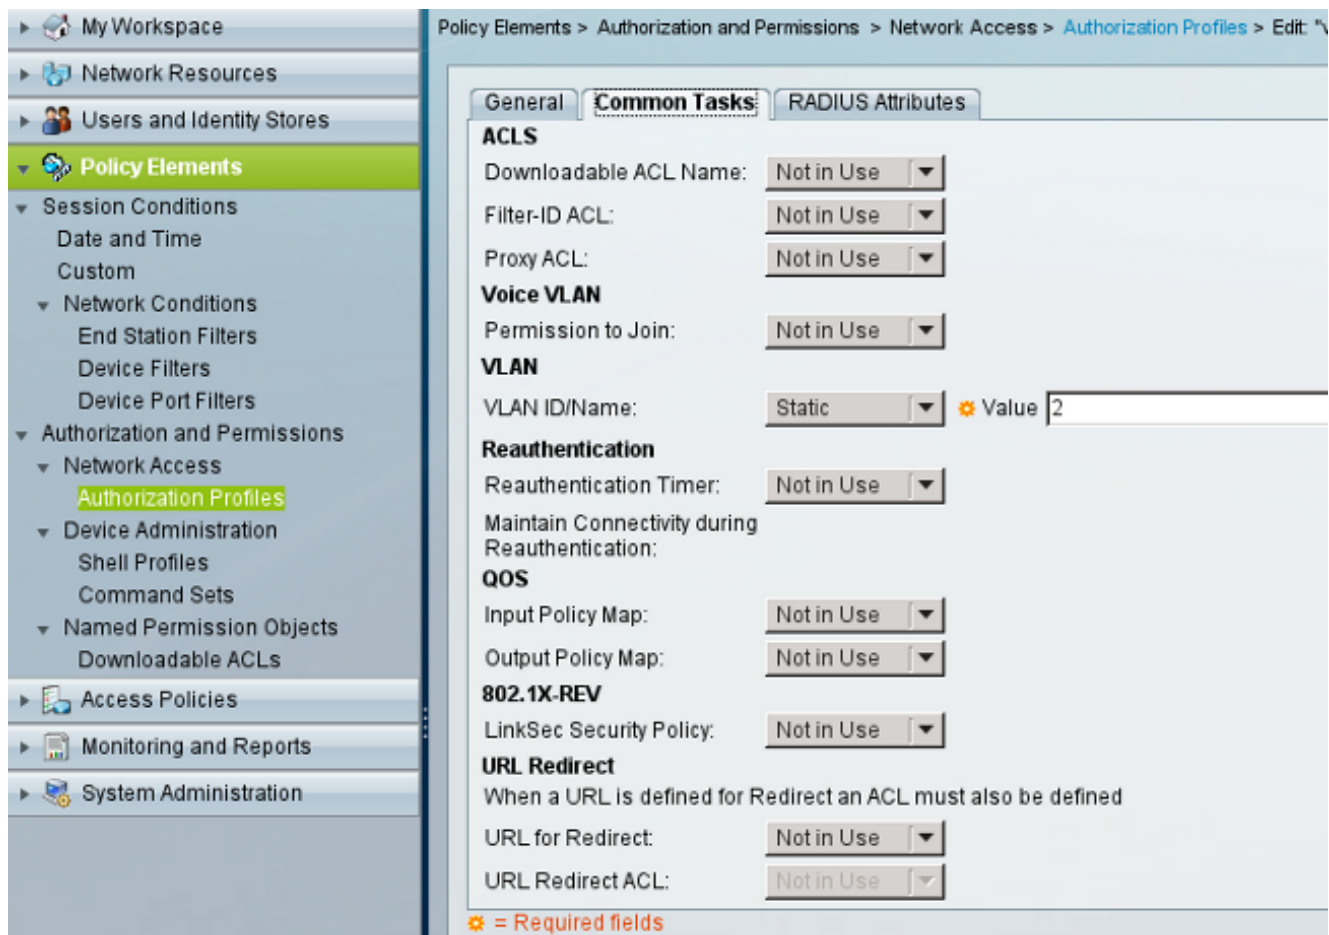 My Workspace
Network Resources
Users and Identity Stores
Policy Elements
Session Conditions
Date and Time
Custom
Network Conditions
End Station Filters
Device Filters
Device Port Filters
Authorization and Permissions
Network Access
Authorization Profiles
Device Administration
Shell Profiles
Command Sets
Named Permission Objects
Downloadable ACLs
Access Policies
Monitoring and Reports
System Administration
Policy Elements > Authorization and Permissions > Network Access > Authorization Profiles > Edit: "
General Common Tasks RADIUS Attributes
ACLS
Downloadable ACL Name: Not in Use
Filter-ID ACL: Not in Use
Proxy ACL: Not in Use
Voice VLAN
Permission to Join: Not in Use
VLAN
VLAN ID/Name: Static Value 2
Reauthentication
Reauthentication Timer: Not in Use
Maintain Connectivity during
Reauthentication:
QOS
Input Policy Map: Not in Use
Output Policy Map: Not in Use
802.1X-REV
LinkSec Security Policy: Not in Use
URL Redirect
When a URL is defined for Redirect an ACL must also be defined
URL for Redirect: Not in Use
URL Redirect ACL: Not in Use
= Required fields